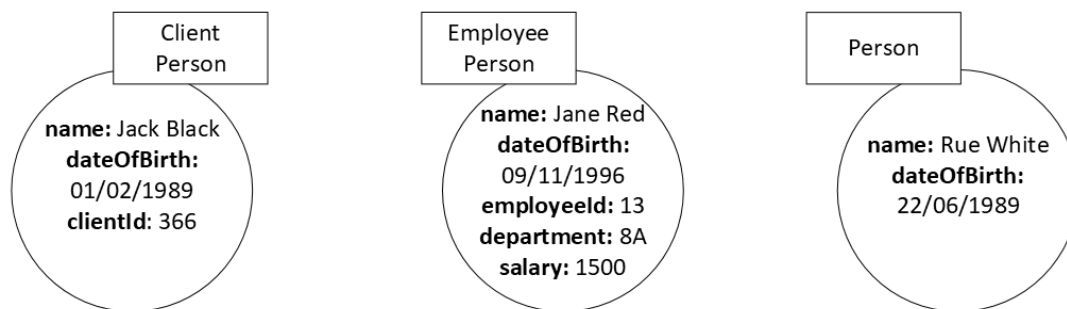 Client
Person
name: Jack Black
dateOfBirth:
01/02/1989
clientId: 366
Employee
Person
name: Jane Red
dateOfBirth:
09/11/1996
employeeId: 13
department: 8A
salary: 1500
Person
name: Rue White
dateOfBirth:
22/06/1989